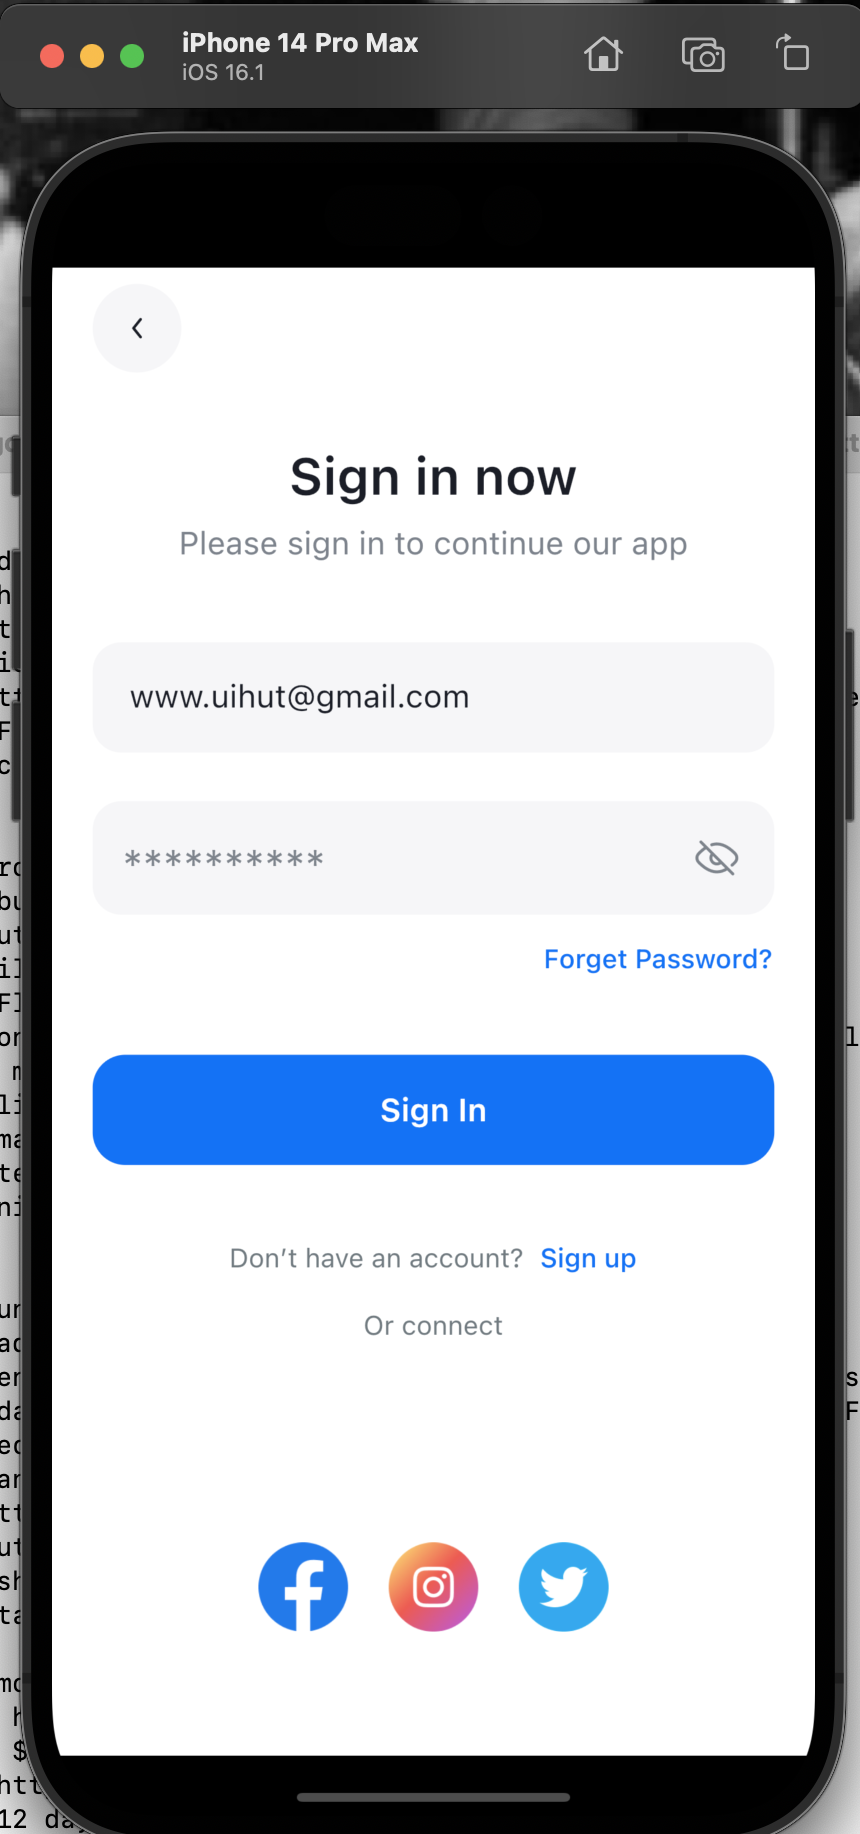 iPhone 14 Pro Max
iOS 16.1
Sign in now
Please sign in to continue our app
www.uihut@gmail.com
**********
Forget Password?
Sign In
Don't have an account? Sign up
Or connect